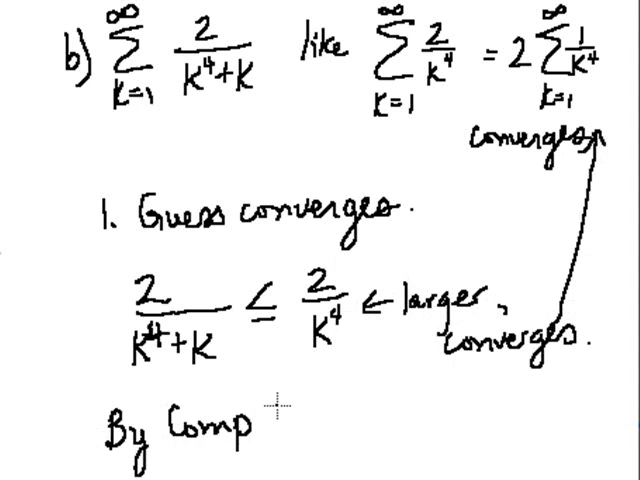 b) ∞∑k=1 2/(k⁴+k) like ∞∑k=1 2/k⁴ = 2 ∞∑k=1 1/k⁴
converges
1. Guess converges.
2/(k⁴+k) ≤ 2/k⁴ ← larger,
converges.
By Comp